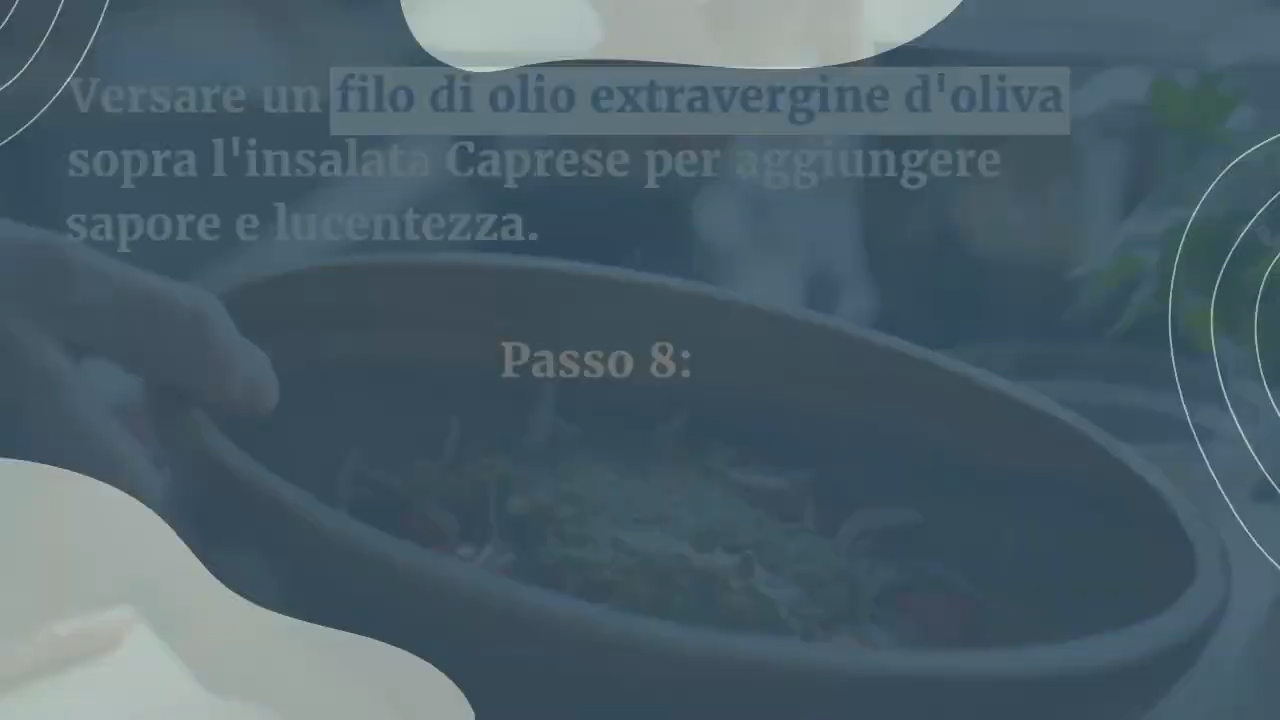 Versare un filo di olio extravergine d'oliva
sopra l'insalata Caprese per aggiungere
sapore e lucentezza.
Passo 8: